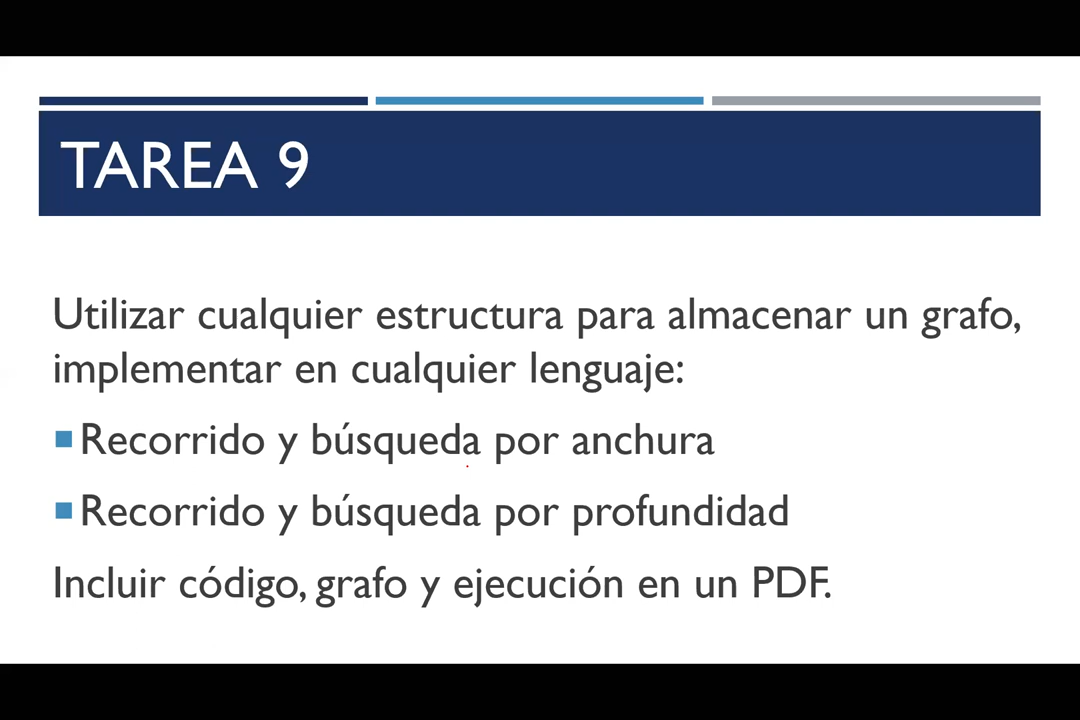 TAREA 9
Utilizar cualquier estructura para almacenar un grafo,
implementar en cualquier lenguaje:
Recorrido y búsqueda por anchura
Recorrido y búsqueda por profundidad
Incluir código, grafo y ejecución en un PDF.